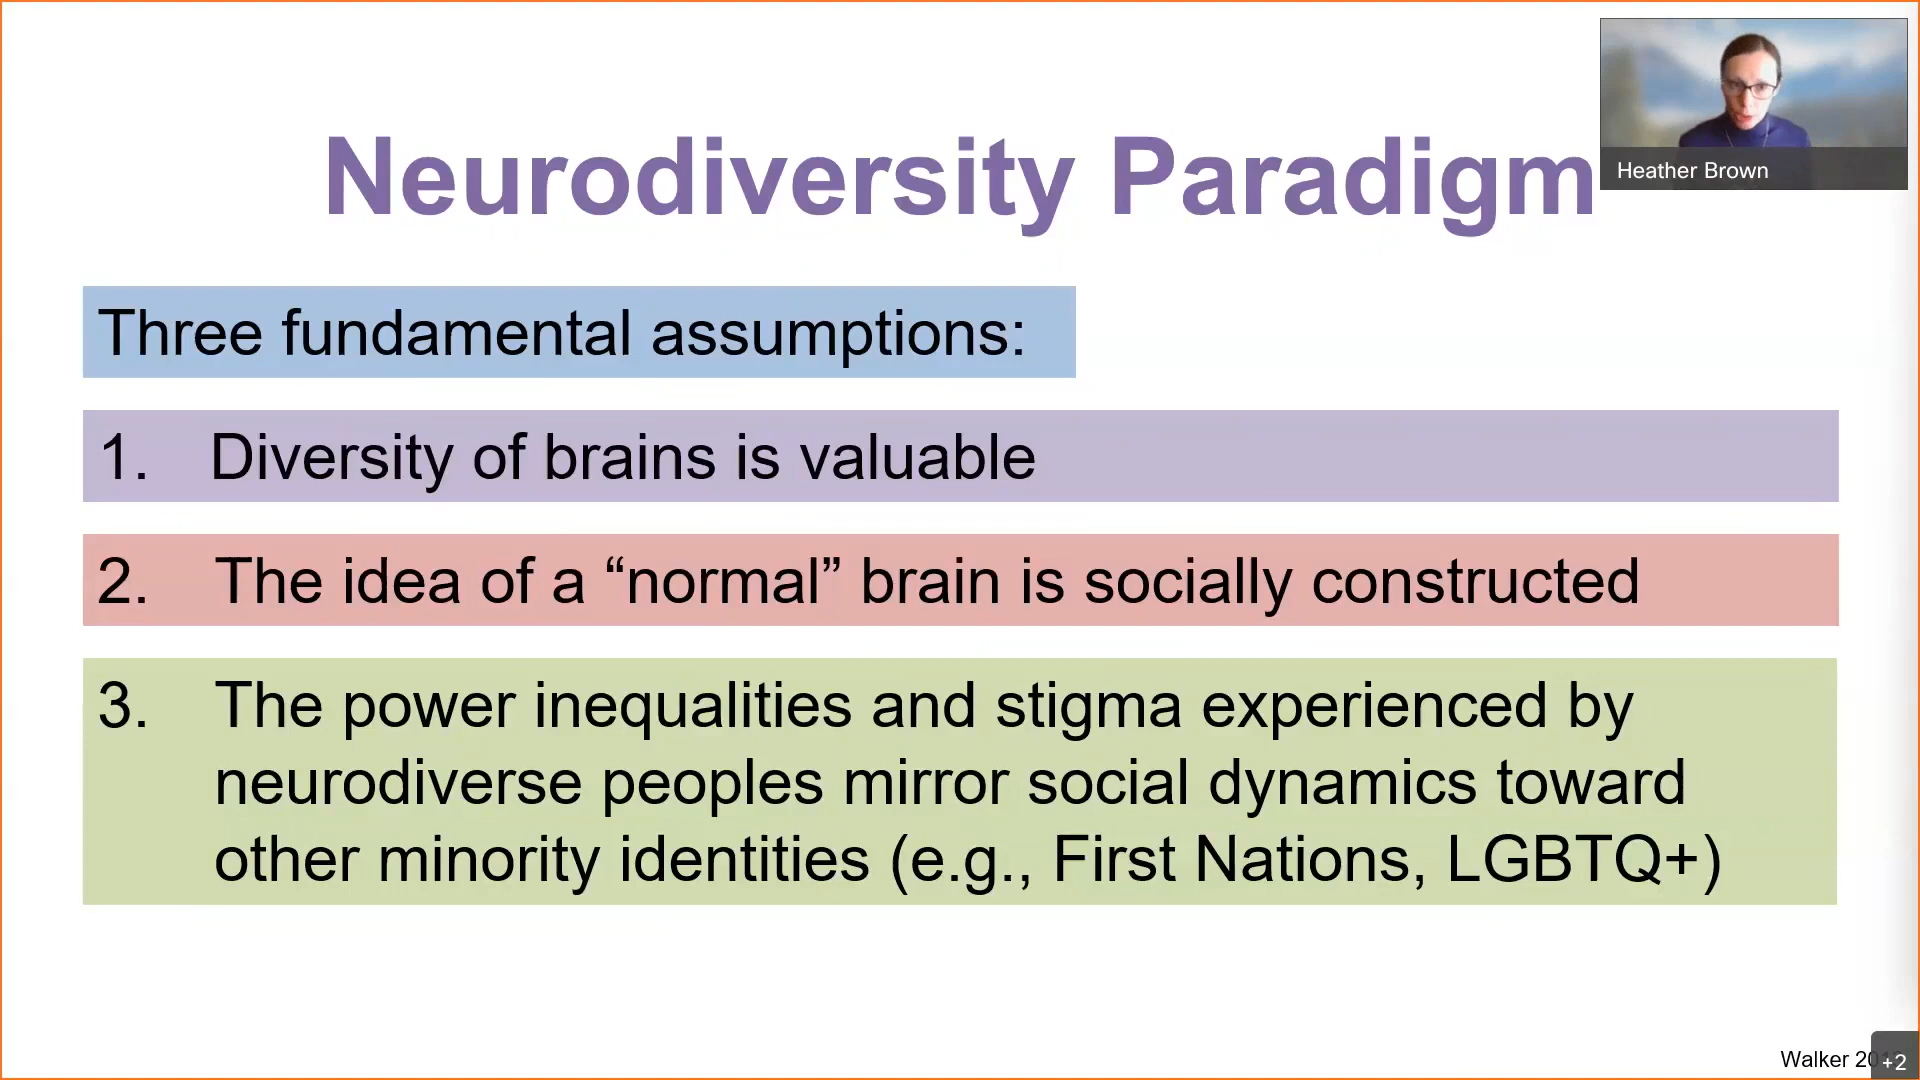 Heather Brown
Neurodiversity Paradigm
Three fundamental assumptions:
1. Diversity of brains is valuable
2. The idea of a “normal” brain is socially constructed
3. The power inequalities and stigma experienced by
neurodiverse peoples mirror social dynamics toward
other minority identities (e.g., First Nations, LGBTQ+)
Walker
+2